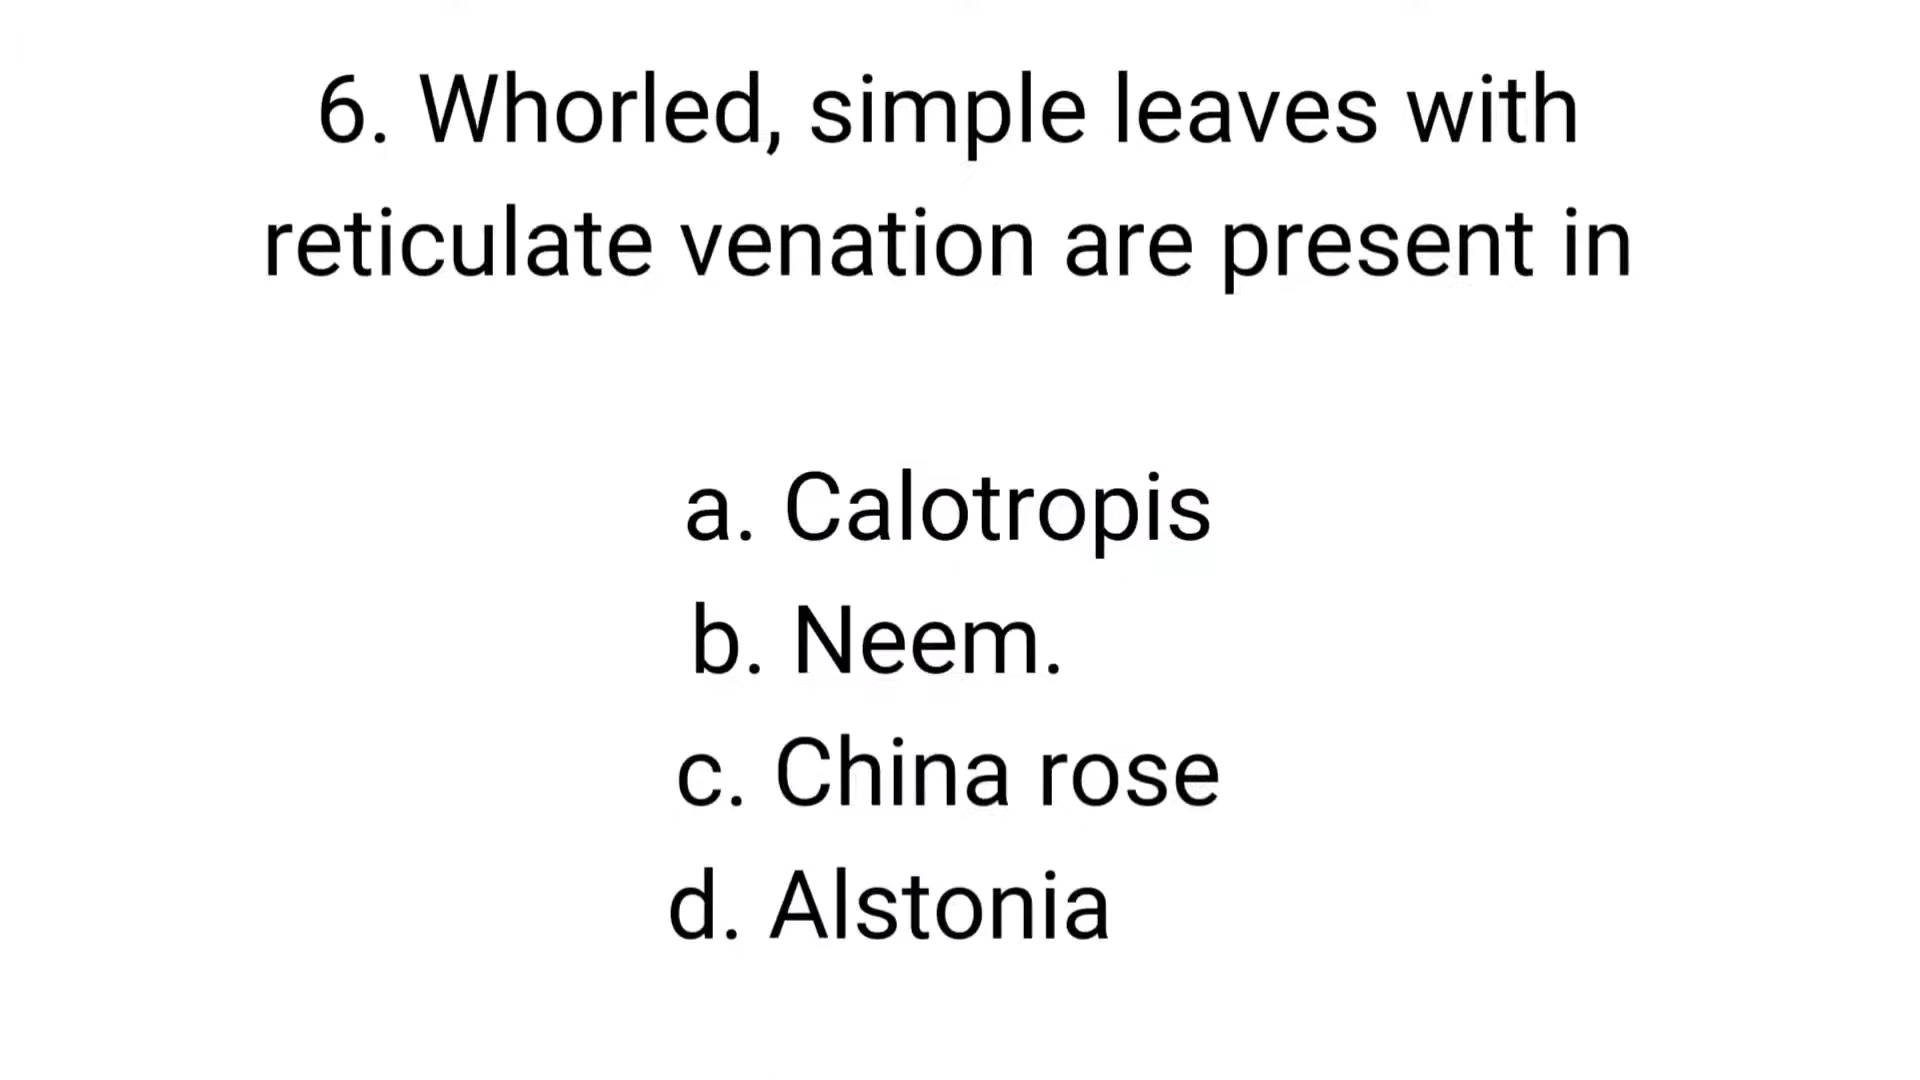 6. Whorled, simple leaves with
reticulate venation are present in
a. Calotropis
b. Neem.
c. China rose
d. Alstonia